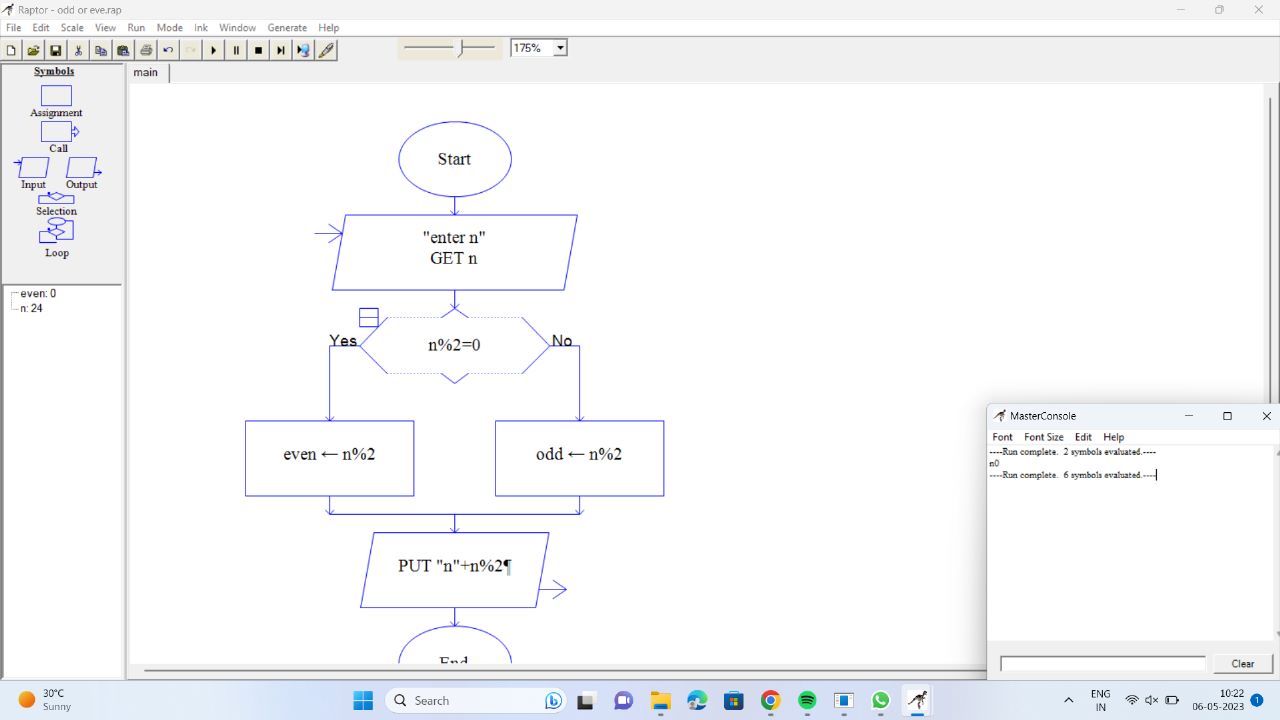 Raptor - odd or eve.rap
File Edit Scale View Run Mode Ink Window Generate Help
175%
Symbols
Assignment
Call
Input Output
Selection
Loop
even: 0
n: 24
main
Start
"enter n"
GET n
Yes
n%2=0
No
even ← n%2
odd ← n%2
PUT "n"+n%2¶
End
MasterConsole
Font Font Size Edit Help
----Run complete. 2 symbols evaluated.----
n0
----Run complete. 6 symbols evaluated.----
Clear
30°C
Sunny
Search
ENG
IN
10:22
06-05-2023
1